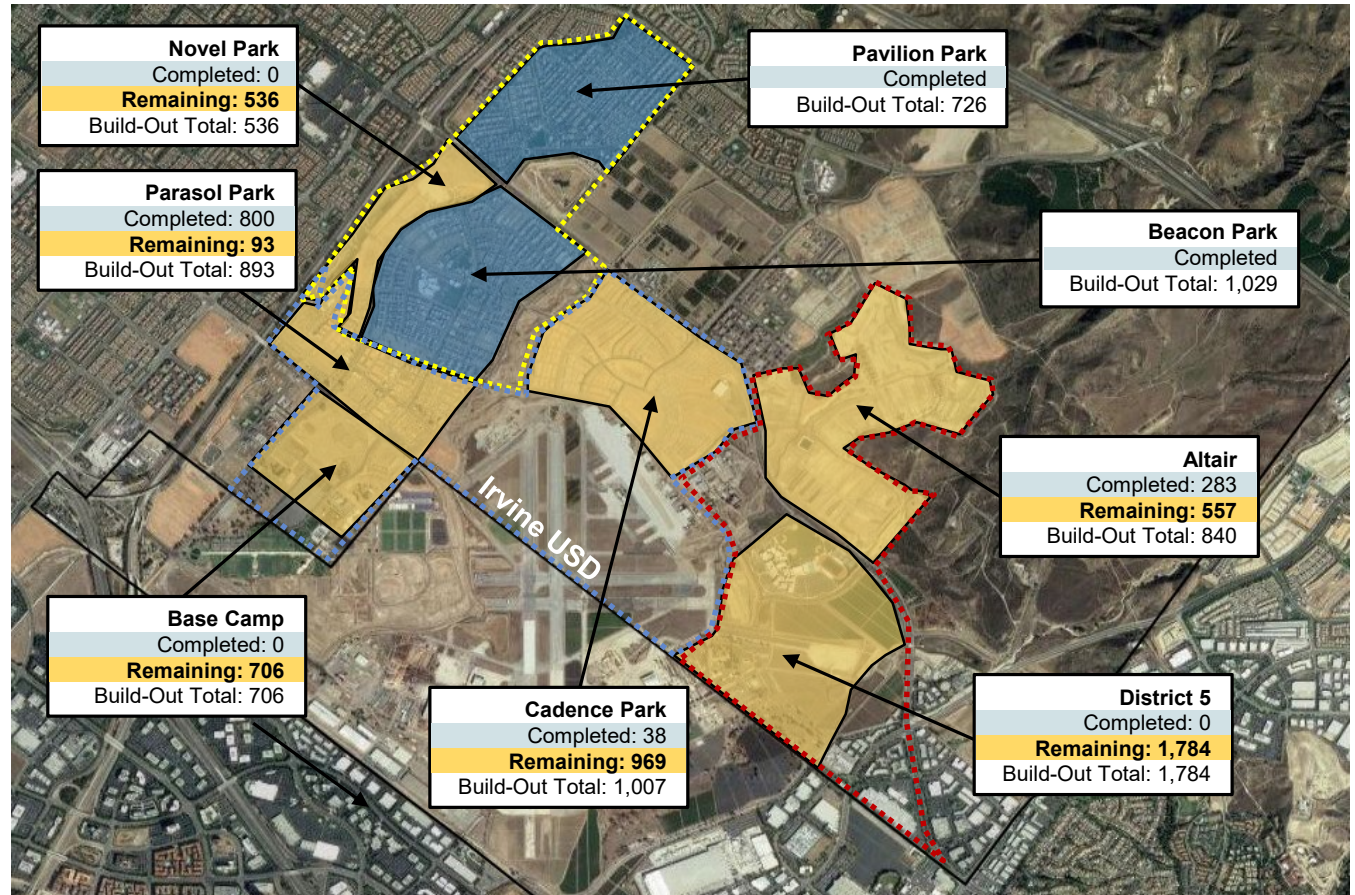 Novel Park
Completed: 0
Remaining: 536
Build-Out Total: 536
Pavilion Park
Completed
Build-Out Total: 726
Parasol Park
Completed: 800
Remaining: 93
Build-Out Total: 893
Beacon Park
Completed
Build-Out Total: 1,029
Altair
Completed: 283
Remaining: 557
Build-Out Total: 840
Irvine USD
Base Camp
Completed: 0
Remaining: 706
Build-Out Total: 706
Cadence Park
Completed: 38
Remaining: 969
Build-Out Total: 1,007
District 5
Completed: 0
Remaining: 1,784
Build-Out Total: 1,784